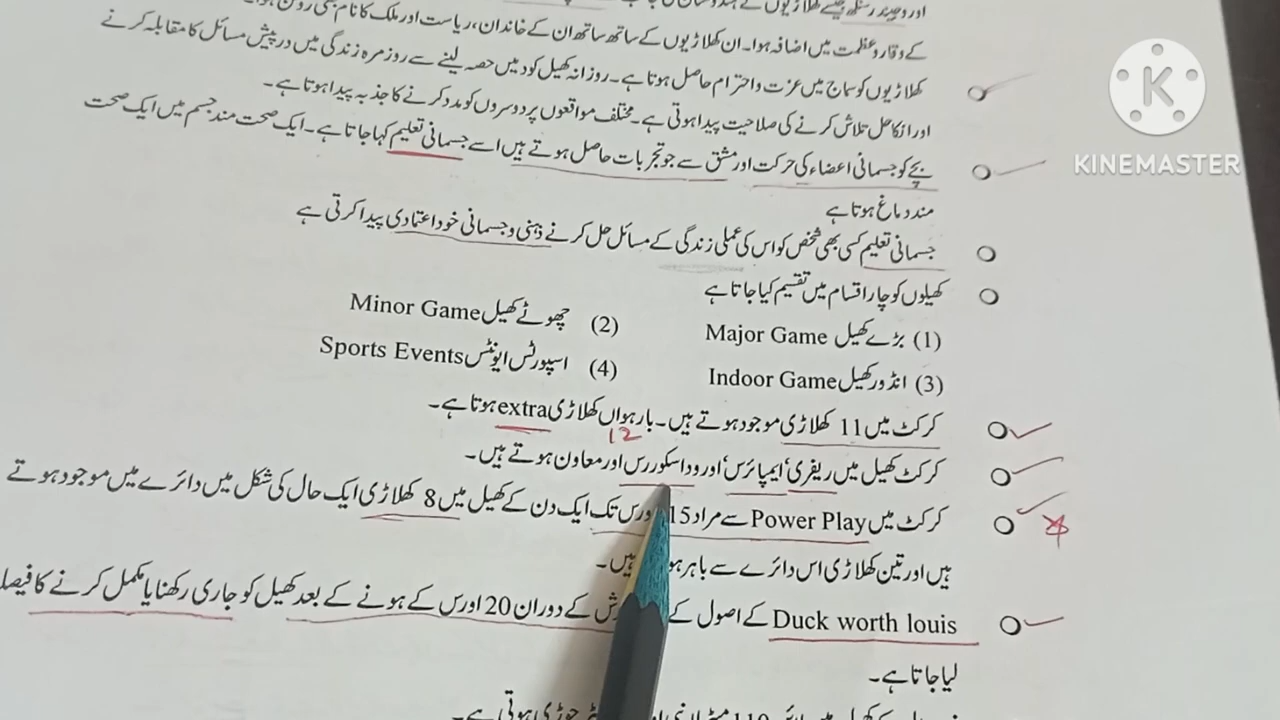 کے وقار و عظمت میں اضافہ ہوا۔ ان کھلاڑیوں کے ساتھ ساتھ ان کے خاندان، ریاست اور ملک کا نام بھی روشن
کھلاڑیوں کو سماج میں عزت و احترام حاصل ہوتا ہے۔ روزانہ کھیل کود میں حصہ لینے سے روزمرہ زندگی میں درپیش مسائل کا مقابلہ کرنے
اور انکا حل تلاش کرنے کی صلاحیت پیدا ہوتی ہے۔ مختلف مواقعوں پر دوسروں کو مدد کرنے کا جذبہ پیدا ہوتا ہے۔
بچے کو جسمانی اعضاء کی حرکت اور مشق سے جو تجربات حاصل ہوتے ہیں اسے جسمانی تعلیم کہا جاتا ہے۔ ایک صحت مند جسم میں ایک صحت
مند دماغ ہوتا ہے
جسمانی تعلیم کسی بھی شخص کو اس کی عملی زندگی کے مسائل حل کرنے ذہنی و جسمانی خود اعتمادی پیدا کرتی ہے
کھیلوں کو چار اقسام میں تقسیم کیا جاتا ہے
(1) بڑے کھیل Major Game (2) چھوٹے کھیل Minor Game
(3) انڈور کھیل Indoor Game (4) اسپورٹس ایونٹس Sports Events
کرکٹ میں 11 کھلاڑی موجود ہوتے ہیں۔ بارہواں کھلاڑی extra ہوتا ہے۔
12
کرکٹ کھیل میں ریفری، ایمپائرس، اور ود اسکوررس اور معاون ہوتے ہیں۔
کرکٹ میں Power Play سے مراد 15 اورس تک ایک دن کے کھیل میں 8 کھلاڑی ایک حال کی شکل میں دائرے میں موجود ہوتے
ہیں اور تین کھلاڑی اس دائرے سے باہر ہیں۔
Duck worth louis کے اصول کے کے دوران 20 اورس کے ہونے کے بعد کھیل کو جاری رکھنا یا مکمل کرنے کا
لیا جاتا ہے۔
چوڑی ہوتی ہے۔
K
KINEMASTER